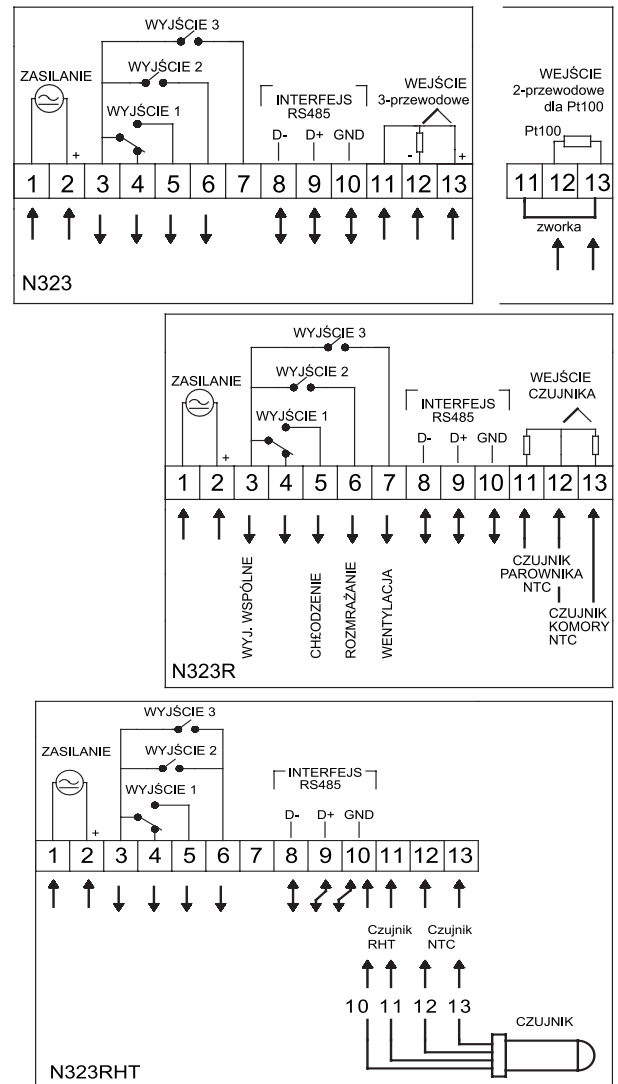 WYJŚCIE 3
ZASILANIE
WYJŚCIE 2
WYJŚCIE 1
+
INTERFEJS
RS485
D- D+ GND
WEJŚCIE
3-przewodowe
- +
1 2 3 4 5 6 7 8 9 10 11 12 13
N323
WEJŚCIE
2-przewodowe
dla Pt100
Pt100
11 12 13
zworka
WYJŚCIE 3
ZASILANIE
WYJŚCIE 2
WYJŚCIE 1
+
INTERFEJS
RS485
D- D+ GND
WEJŚCIE
CZUJNIKA
1 2 3 4 5 6 7 8 9 10 11 12 13
WYJ. WSPÓLNE
CHŁODZENIE
ROZMRAŻANIE
WENTYLACJA
CZUJNIK
PAROWNIKA
NTC
CZUJNIK
KOMORY
NTC
N323R
WYJŚCIE 3
ZASILANIE
WYJŚCIE 2
WYJŚCIE 1
+
INTERFEJS
RS485
D- D+ GND
1 2 3 4 5 6 7 8 9 10 11 12 13
Czujnik
RHT
Czujnik
NTC
10 11 12 13
CZUJNIK
N323RHT